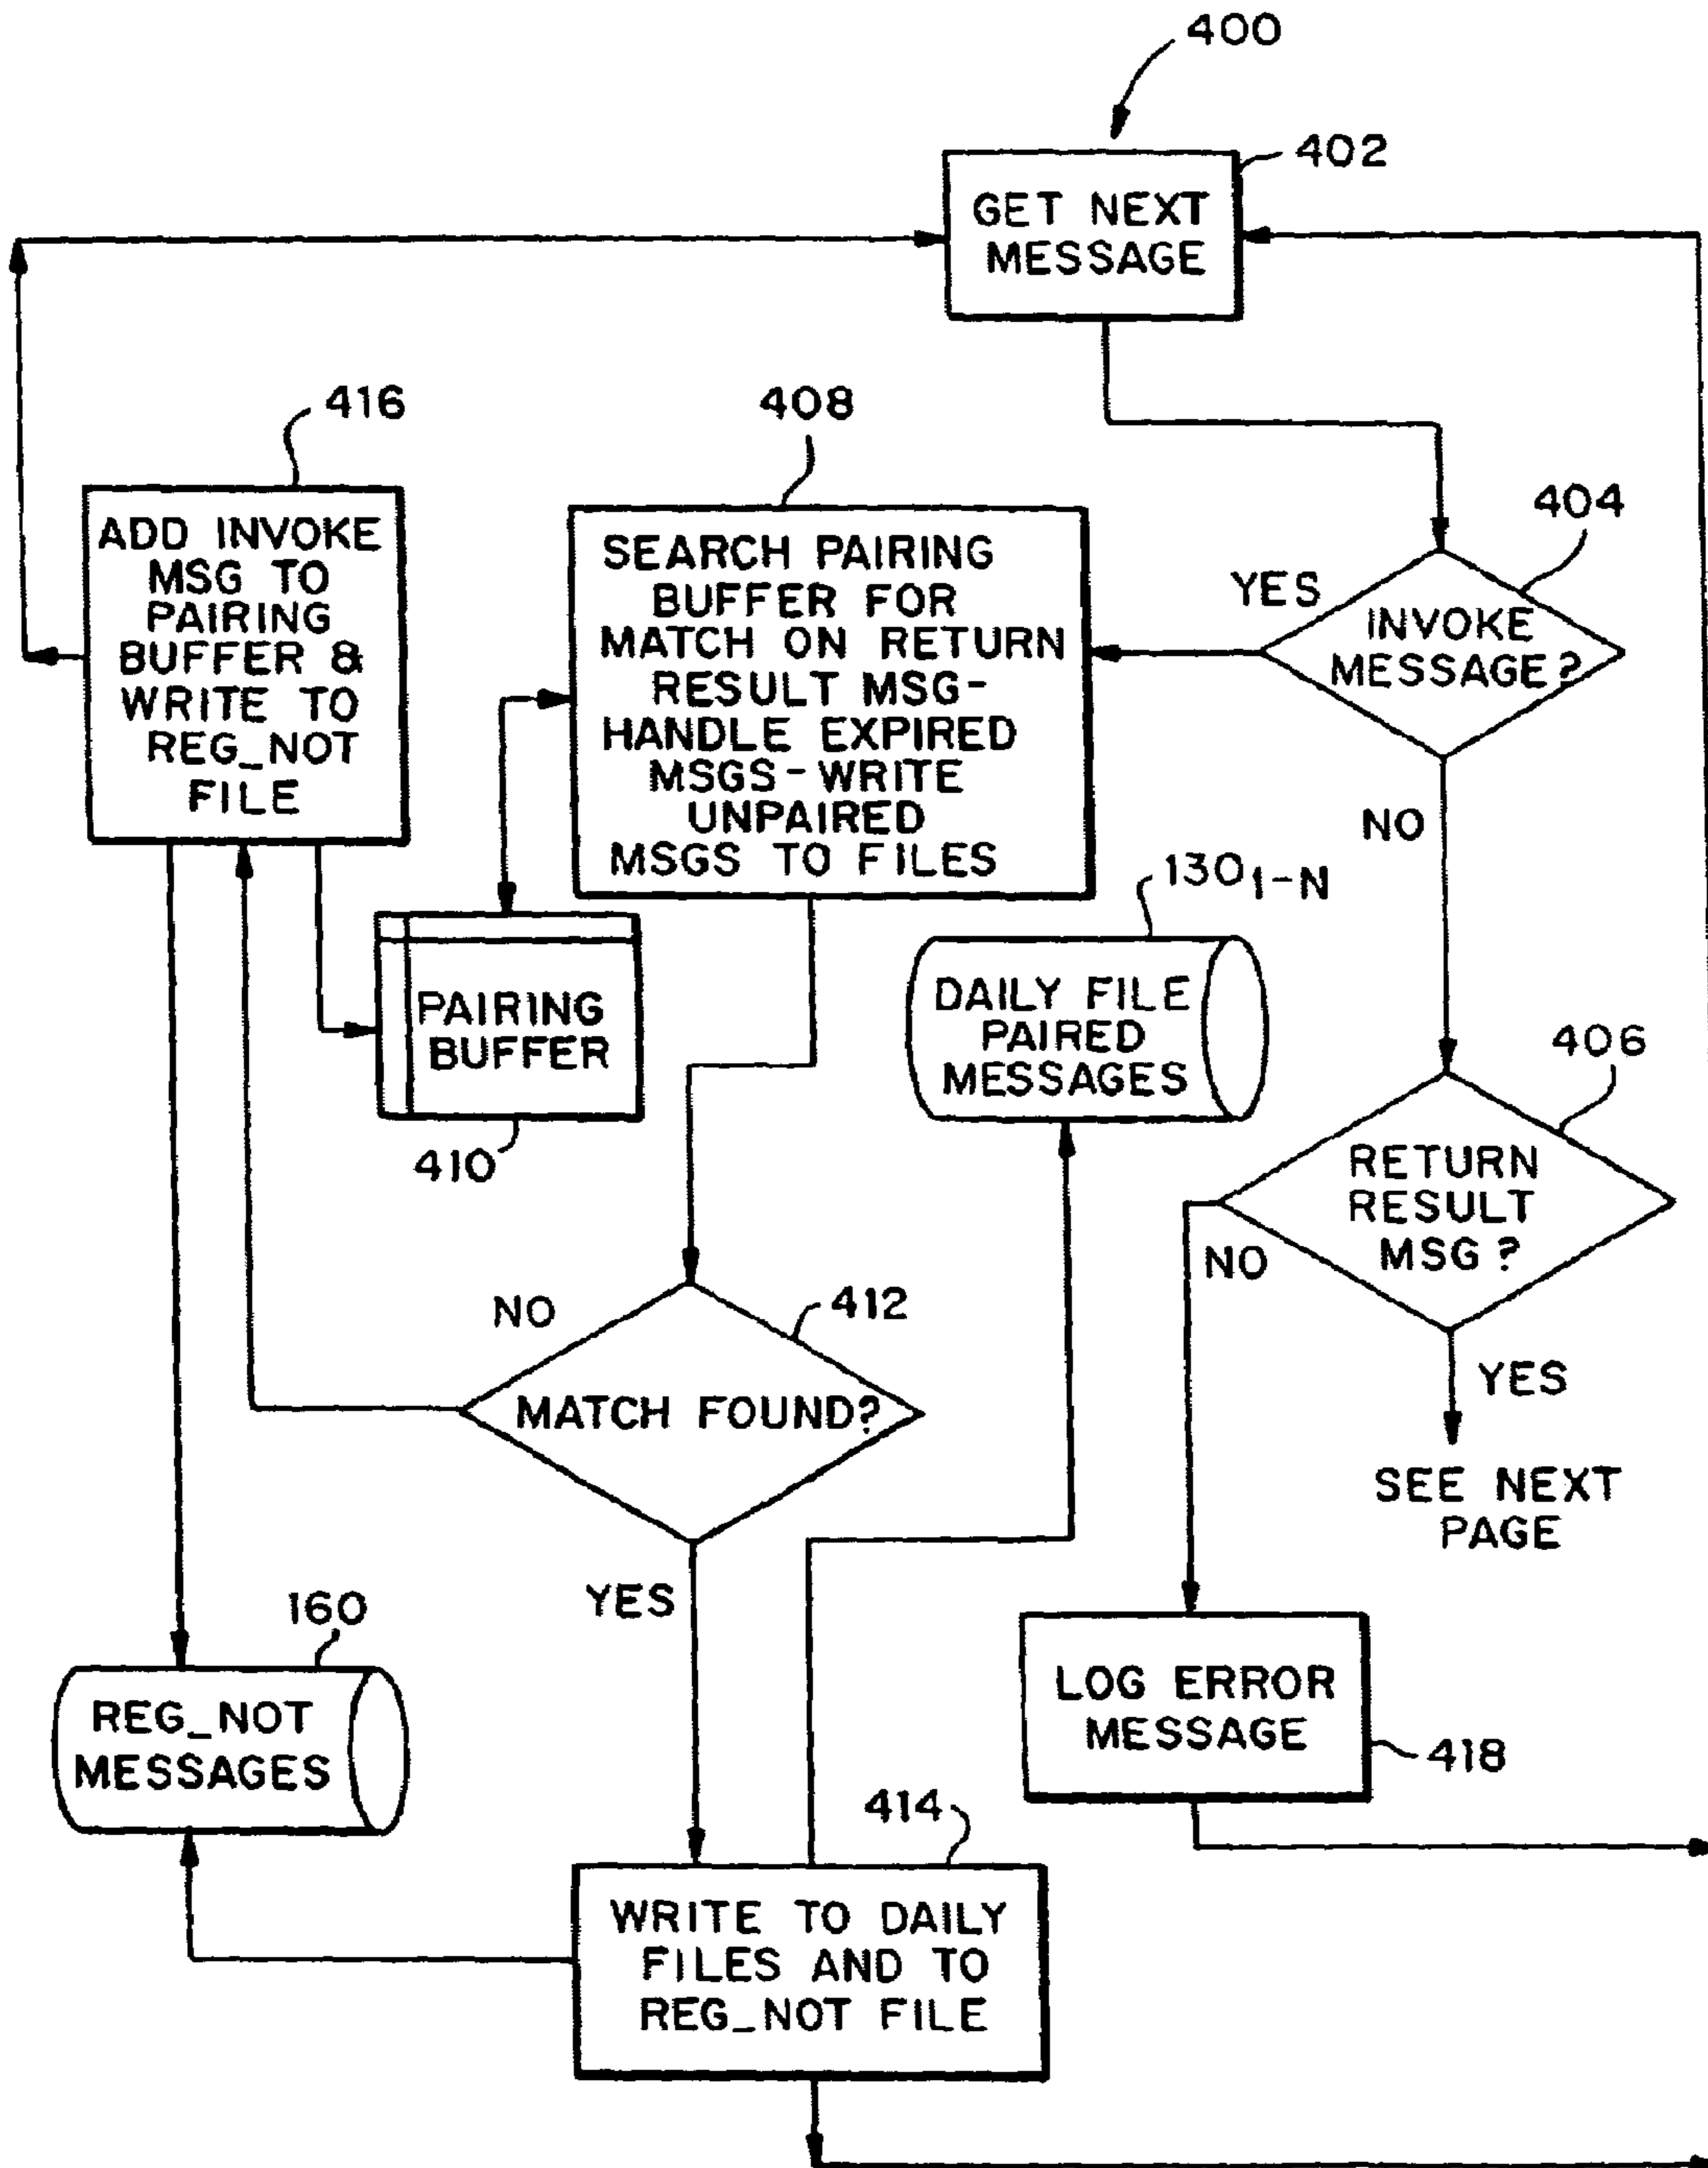 400
402
GET NEXT
MESSAGE
416
408
404
ADD INVOKE
MSG TO
PAIRING
BUFFER &
WRITE TO
REG_NOT
FILE
SEARCH PAIRING
BUFFER FOR
MATCH ON RETURN
RESULT MSG-
HANDLE EXPIRED
MSGS-WRITE
UNPAIRED
MSGS TO FILES
YES
INVOKE
MESSAGE?
NO
130₁₋N
PAIRING
BUFFER
410
DAILY FILE
PAIRED
MESSAGES
406
RETURN
RESULT
MSG?
NO
YES
SEE NEXT
PAGE
NO
412
MATCH FOUND?
YES
160
REG_NOT
MESSAGES
LOG ERROR
MESSAGE
418
414
WRITE TO DAILY
FILES AND TO
REG_NOT FILE